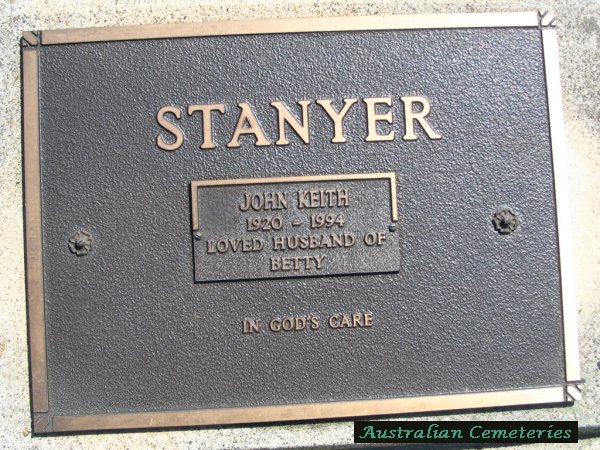 STANYER
JOHN KEITH
1920 - 1994
LOVED HUSBAND OF
BETTY
IN GOD'S CARE
Australian Cemeteries